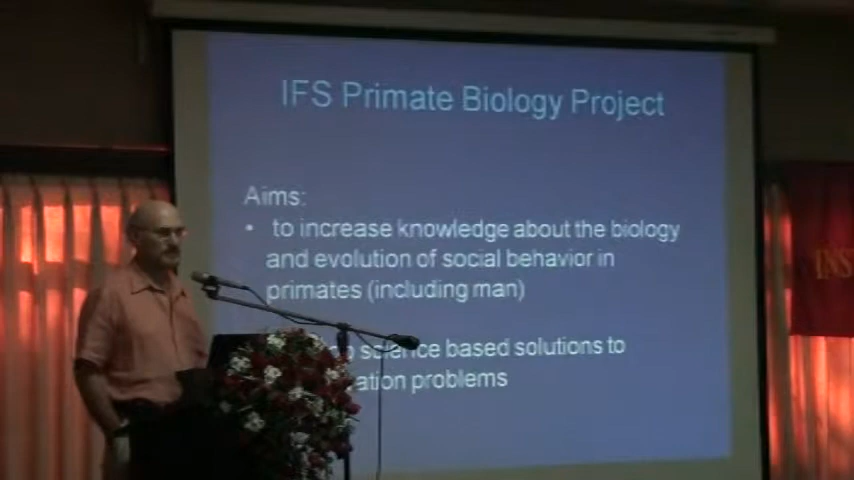 IFS Primate Biology Project
Aims:
• to increase knowledge about the biology
and evolution of social behavior in
primates (including man)
science based solutions to
problems
INS